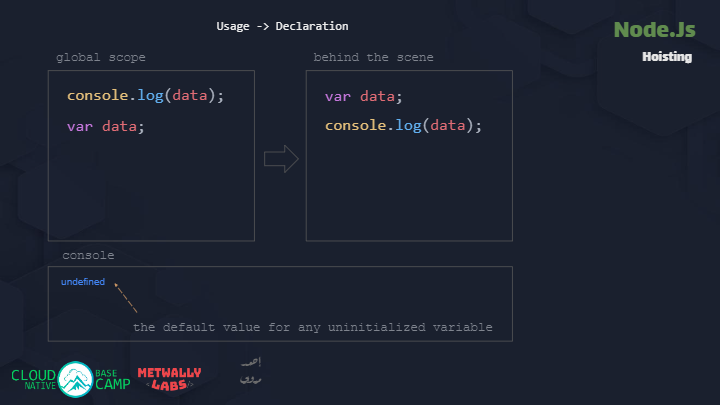 Usage -> Declaration
Node.Js
Hoisting
global scope
console.log(data);
var data;
behind the scene
var data;
console.log(data);
console
undefined
the default value for any uninitialized variable
CLOUD
NATIVE
BASE
CAMP
METWALLY
LABS